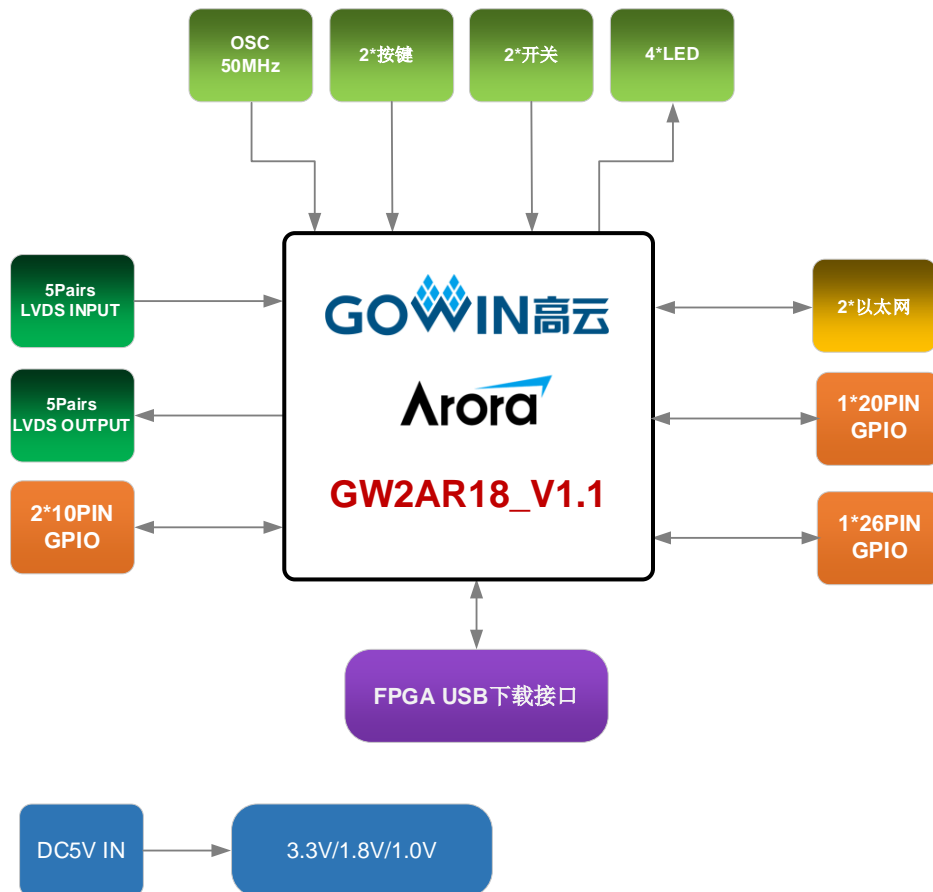 OSC
50MHz
2*按键
2*开关
4*LED
5Pairs
LVDS INPUT
GOWIN高云
2*以太网
5Pairs
LVDS OUTPUT
Arora
1*20PIN
GPIO
GW2AR18_V1.1
2*10PIN
GPIO
1*26PIN
GPIO
FPGA USB下载接口
DC5V IN
3.3V/1.8V/1.0V